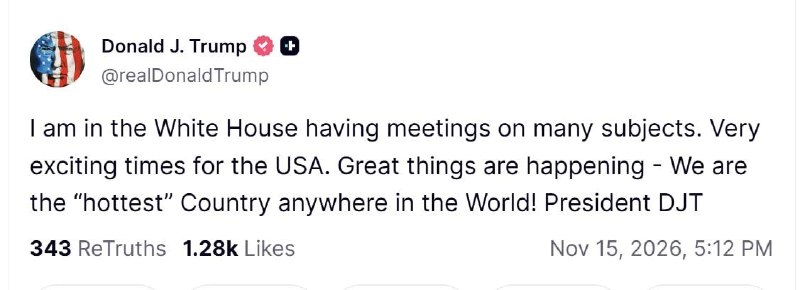 Donald J. Trump
@realDonaldTrump
I am in the White House having meetings on many subjects. Very
exciting times for the USA. Great things are happening - We are
the “hottest” Country anywhere in the World! President DJT
343 ReTruths 1.28k Likes Nov 15, 2026, 5:12 PM